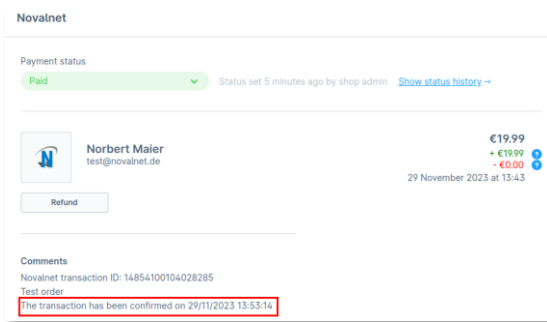 Novalnet
Payment status
Paid
Status set 5 minutes ago by shop admin Show status history →
N
Norbert Maier
test@novalnet.de
€19.99
+ €19.99 ?
- €0.00 ?
29 November 2023 at 13:43
Refund
Comments
Novalnet transaction ID: 14854100104028285
Test order
The transaction has been confirmed on 29/11/2023 13:53:14